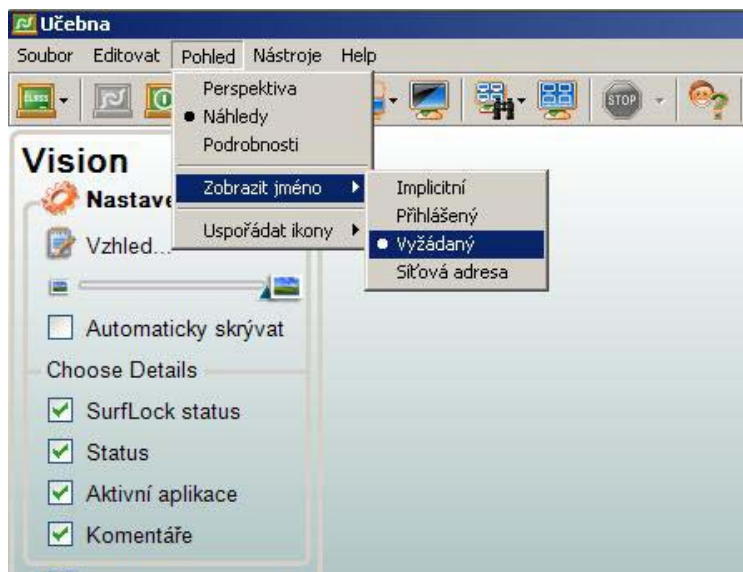 Učebna
Soubor Editovat Pohled Nástroje Help
STOP
Perspektiva
Náhledy
Podrobnosti
Zobrazit jméno
Uspořádat ikony
Implicitní
Přihlášený
Vyžádaný
Síťová adresa
Vision
Nastave
Vzhled...
Automaticky skrývat
Choose Details
SurfLock status
Status
Aktivní aplikace
Komentáře